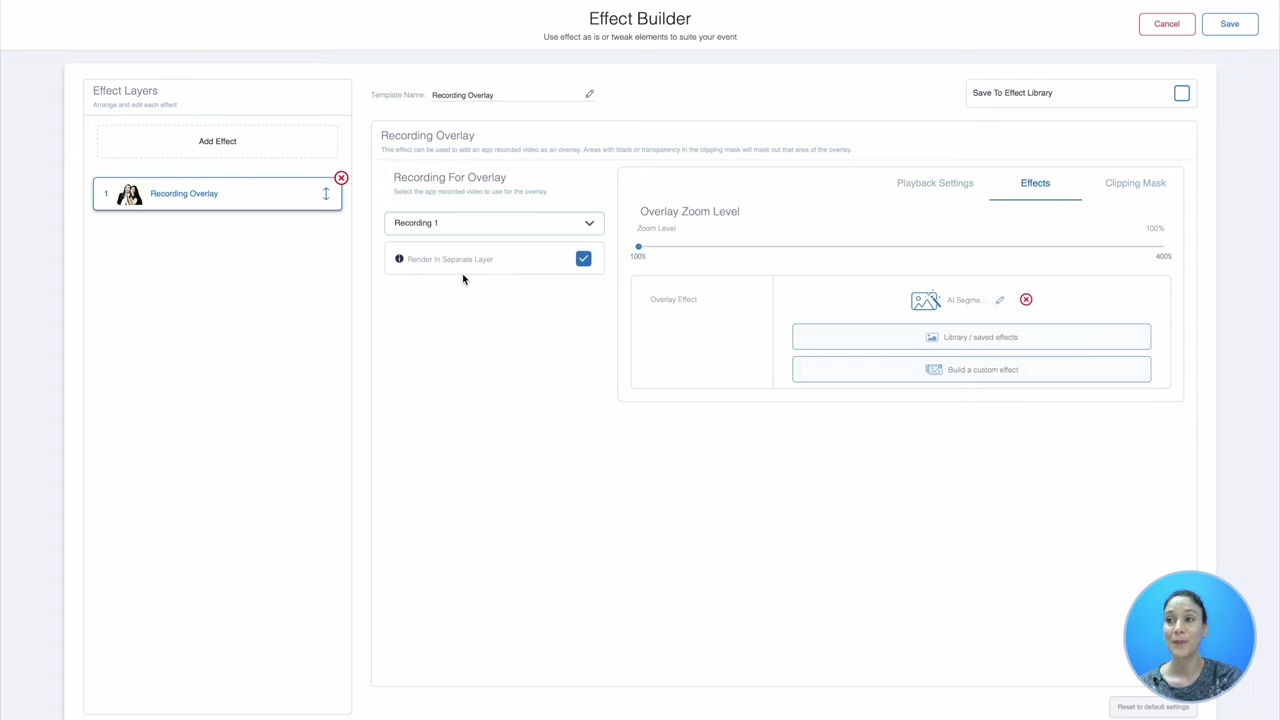 Effect Builder
Use effect as is or tweak elements to suite your event
Cancel
Save
Effect Layers
Arrange and edit each effect
Add Effect
1 Recording Overlay
Template Name: Recording Overlay
Save To Effect Library
Recording Overlay
This effect can be used to add an app recorded video as an overlay. Areas with black or transparency in the clipping mask will mask out that area of the overlay.
Recording For Overlay
Select the app recorded video to use for the overlay.
Recording 1
Render In Separate Layer
Playback Settings
Effects
Clipping Mask
Overlay Zoom Level
Zoom Level 100%
100% 400%
Overlay Effect
AI Segme...
Library / saved effects
Build a custom effect
Reset to default settings